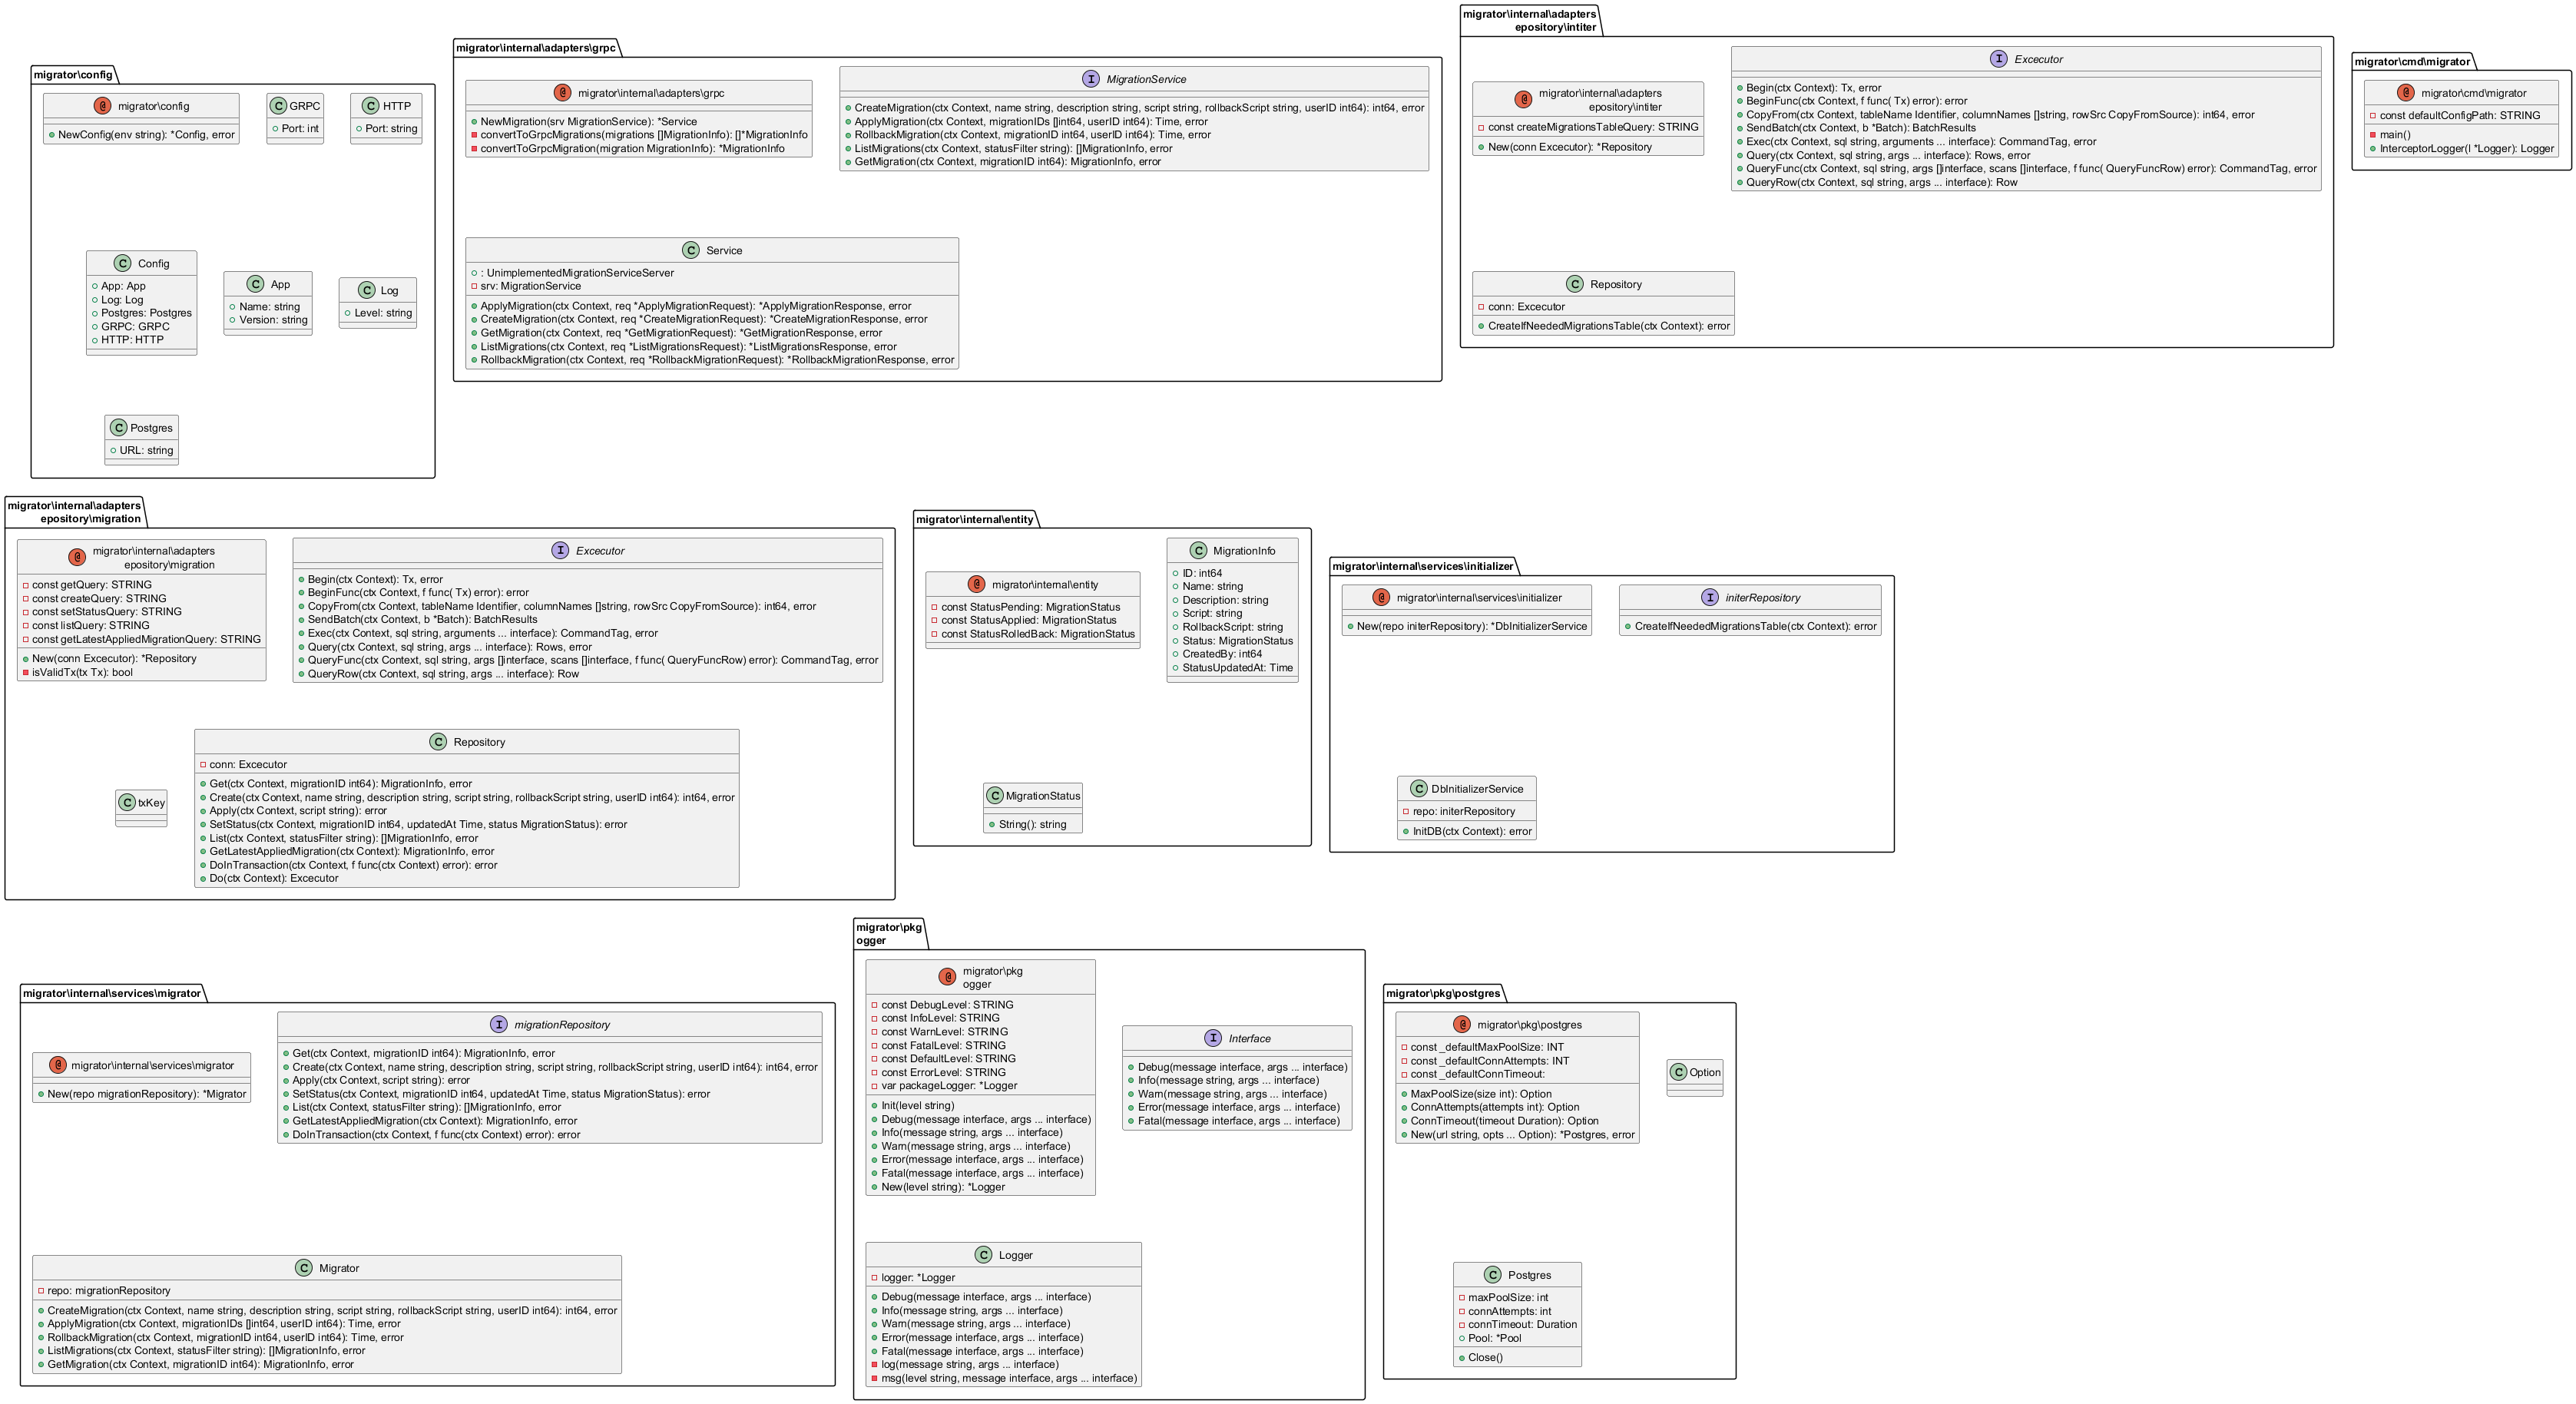 migrator\config
migrator\config
NewConfig(env string): *Config, error
GRPC
Port: int
HTTP
Port: string
Config
App: App
Log: Log
Postgres: Postgres
GRPC: GRPC
HTTP: HTTP
App
Name: string
Version: string
Log
Level: string
Postgres
URL: string
migrator\internal\adapters\grpc
migrator\internal\adapters\grpc
NewMigration(srv MigrationService): *Service
convertToGrpcMigrations(migrations []MigrationInfo): []*MigrationInfo
convertToGrpcMigration(migration MigrationInfo): *MigrationInfo
MigrationService
CreateMigration(ctx Context, name string, description string, script string, rollbackScript string, userID int64): int64, error
ApplyMigration(ctx Context, migrationIDs []int64, userID int64): Time, error
RollbackMigration(ctx Context, migrationID int64, userID int64): Time, error
ListMigrations(ctx Context, statusFilter string): []MigrationInfo, error
GetMigration(ctx Context, migrationID int64): MigrationInfo, error
Service
: UnimplementedMigrationServiceServer
srv: MigrationService
ApplyMigration(ctx Context, req *ApplyMigrationRequest): *ApplyMigrationResponse, error
CreateMigration(ctx Context, req *CreateMigrationRequest): *CreateMigrationResponse, error
GetMigration(ctx Context, req *GetMigrationRequest): *GetMigrationResponse, error
ListMigrations(ctx Context, req *ListMigrationsRequest): *ListMigrationsResponse, error
RollbackMigration(ctx Context, req *RollbackMigrationRequest): *RollbackMigrationResponse, error
migrator\internal\adapters
epository\intiter
migrator\internal\adapters
epository\intiter
const createMigrationsTableQuery: STRING
New(conn Excecutor): *Repository
Excecutor
Begin(ctx Context): Tx, error
BeginFunc(ctx Context, f func( Tx) error): error
CopyFrom(ctx Context, tableName Identifier, columnNames []string, rowSrc CopyFromSource): int64, error
SendBatch(ctx Context, b *Batch): BatchResults
Exec(ctx Context, sql string, arguments ... interface): CommandTag, error
Query(ctx Context, sql string, args ... interface): Rows, error
QueryFunc(ctx Context, sql string, args []interface, scans []interface, f func( QueryFuncRow) error): CommandTag, error
QueryRow(ctx Context, sql string, args ... interface): Row
Repository
conn: Excecutor
CreateIfNeededMigrationsTable(ctx Context): error
migrator\cmd\migrator
migrator\cmd\migrator
const defaultConfigPath: STRING
main()
InterceptorLogger(l *Logger): Logger
migrator\internal\adapters
epository\migration
migrator\internal\adapters
epository\migration
const getQuery: STRING
const createQuery: STRING
const setStatusQuery: STRING
const listQuery: STRING
const getLatestAppliedMigrationQuery: STRING
New(conn Excecutor): *Repository
isValidTx(tx Tx): bool
Excecutor
Begin(ctx Context): Tx, error
BeginFunc(ctx Context, f func( Tx) error): error
CopyFrom(ctx Context, tableName Identifier, columnNames []string, rowSrc CopyFromSource): int64, error
SendBatch(ctx Context, b *Batch): BatchResults
Exec(ctx Context, sql string, arguments ... interface): CommandTag, error
Query(ctx Context, sql string, args ... interface): Rows, error
QueryFunc(ctx Context, sql string, args []interface, scans []interface, f func( QueryFuncRow) error): CommandTag, error
QueryRow(ctx Context, sql string, args ... interface): Row
txKey
Repository
conn: Excecutor
Get(ctx Context, migrationID int64): MigrationInfo, error
Create(ctx Context, name string, description string, script string, rollbackScript string, userID int64): int64, error
Apply(ctx Context, script string): error
SetStatus(ctx Context, migrationID int64, updatedAt Time, status MigrationStatus): error
List(ctx Context, statusFilter string): []MigrationInfo, error
GetLatestAppliedMigration(ctx Context): MigrationInfo, error
DoInTransaction(ctx Context, f func(ctx Context) error): error
Do(ctx Context): Excecutor
migrator\internal\entity
migrator\internal\entity
const StatusPending: MigrationStatus
const StatusApplied: MigrationStatus
const StatusRolledBack: MigrationStatus
MigrationInfo
ID: int64
Name: string
Description: string
Script: string
RollbackScript: string
Status: MigrationStatus
CreatedBy: int64
StatusUpdatedAt: Time
MigrationStatus
String(): string
migrator\internal\services\initializer
migrator\internal\services\initializer
New(repo initerRepository): *DbInitializerService
initerRepository
CreateIfNeededMigrationsTable(ctx Context): error
DbInitializerService
repo: initerRepository
InitDB(ctx Context): error
migrator\internal\services\migrator
migrator\internal\services\migrator
New(repo migrationRepository): *Migrator
migrationRepository
Get(ctx Context, migrationID int64): MigrationInfo, error
Create(ctx Context, name string, description string, script string, rollbackScript string, userID int64): int64, error
Apply(ctx Context, script string): error
SetStatus(ctx Context, migrationID int64, updatedAt Time, status MigrationStatus): error
List(ctx Context, statusFilter string): []MigrationInfo, error
GetLatestAppliedMigration(ctx Context): MigrationInfo, error
DoInTransaction(ctx Context, f func(ctx Context) error): error
Migrator
repo: migrationRepository
CreateMigration(ctx Context, name string, description string, script string, rollbackScript string, userID int64): int64, error
ApplyMigration(ctx Context, migrationIDs []int64, userID int64): Time, error
RollbackMigration(ctx Context, migrationID int64, userID int64): Time, error
ListMigrations(ctx Context, statusFilter string): []MigrationInfo, error
GetMigration(ctx Context, migrationID int64): MigrationInfo, error
migrator\pkg
ogger
migrator\pkg
ogger
const DebugLevel: STRING
const InfoLevel: STRING
const WarnLevel: STRING
const FatalLevel: STRING
const DefaultLevel: STRING
const ErrorLevel: STRING
var packageLogger: *Logger
Init(level string)
Debug(message interface, args ... interface)
Info(message string, args ... interface)
Warn(message string, args ... interface)
Error(message interface, args ... interface)
Fatal(message interface, args ... interface)
New(level string): *Logger
Interface
Debug(message interface, args ... interface)
Info(message string, args ... interface)
Warn(message string, args ... interface)
Error(message interface, args ... interface)
Fatal(message interface, args ... interface)
Logger
logger: *Logger
Debug(message interface, args ... interface)
Info(message string, args ... interface)
Warn(message string, args ... interface)
Error(message interface, args ... interface)
Fatal(message interface, args ... interface)
log(message string, args ... interface)
msg(level string, message interface, args ... interface)
migrator\pkg\postgres
migrator\pkg\postgres
const _defaultMaxPoolSize: INT
const _defaultConnAttempts: INT
const _defaultConnTimeout:
MaxPoolSize(size int): Option
ConnAttempts(attempts int): Option
ConnTimeout(timeout Duration): Option
New(url string, opts ... Option): *Postgres, error
Option
Postgres
maxPoolSize: int
connAttempts: int
connTimeout: Duration
Pool: *Pool
Close()